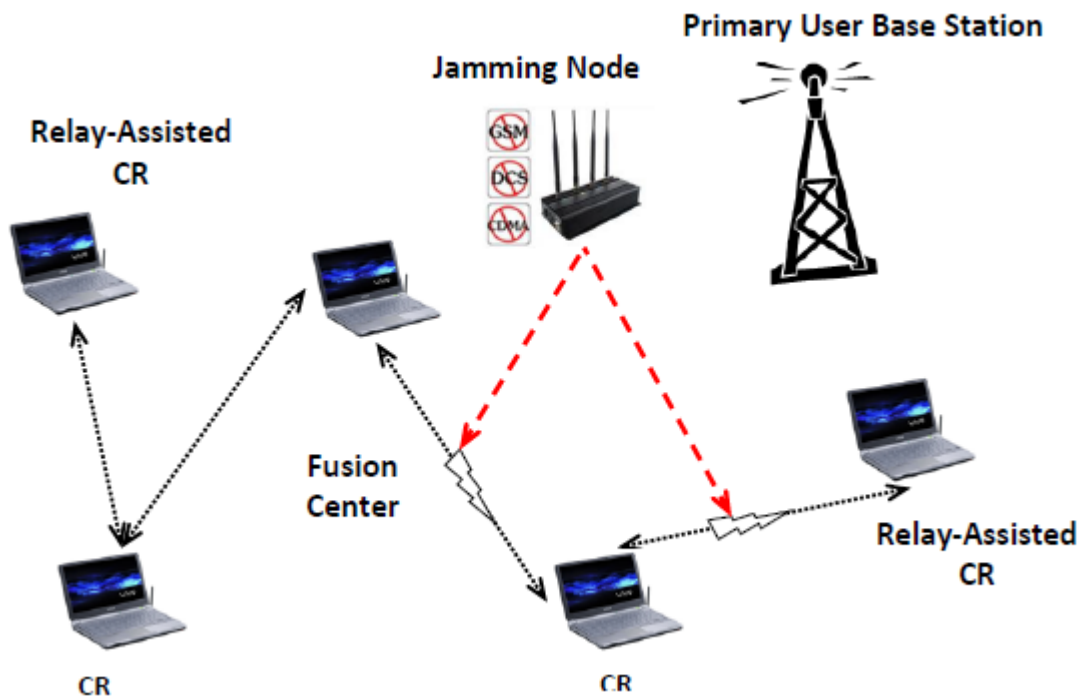 Primary User Base Station
Jamming Node
GSM
DCS
CDMA
Relay-Assisted
CR
Fusion
Center
Relay-Assisted
CR
CR
CR